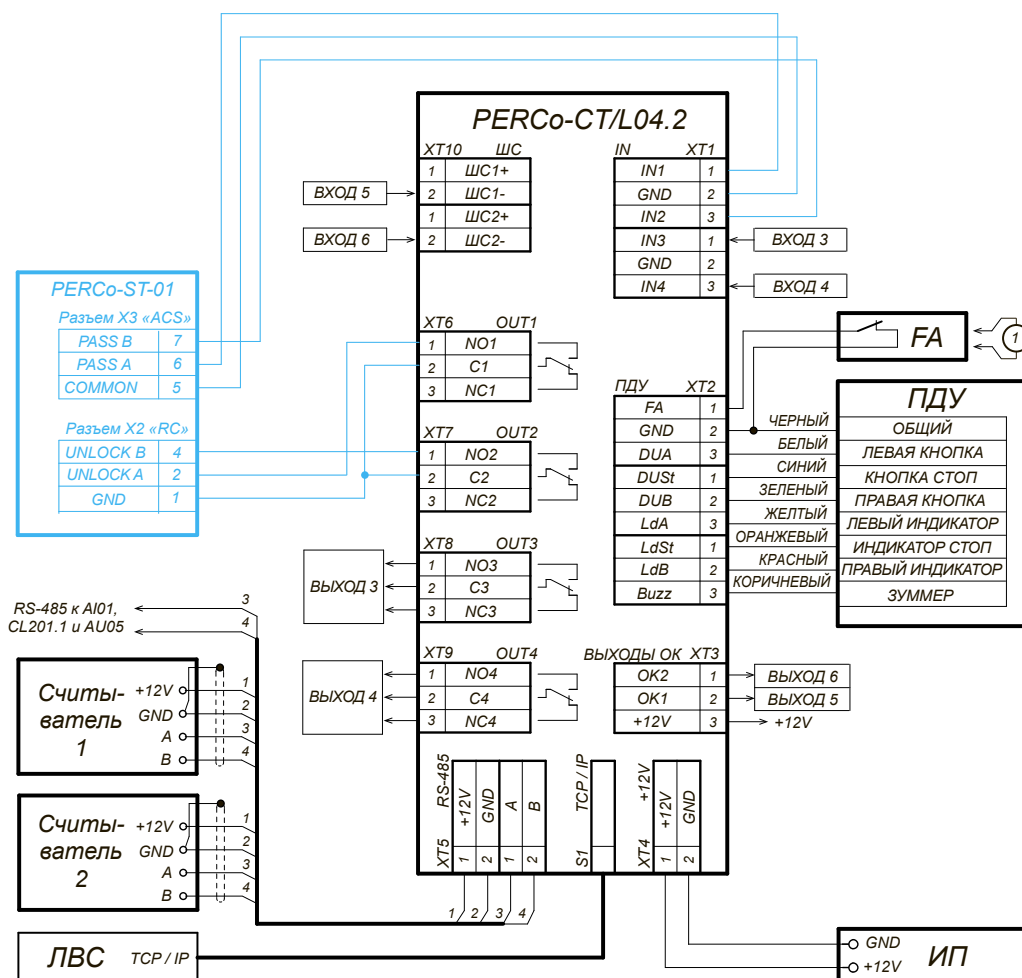 PERCo-CT/L04.2
XT10 ШС
1 ШС1+
2 ШС1-
1 ШС2+
2 ШС2-
ВХОД 5
ВХОД 6
IN XT1
IN1 1
GND 2
IN2 3
IN3 1
GND 2
IN4 3
ВХОД 3
ВХОД 4
PERCo-ST-01
Разъем X3 «ACS»
PASS B 7
PASS A 6
COMMON 5
Разъем X2 «RC»
UNLOCK B 4
UNLOCK A 2
GND 1
XT6 OUT1
1 NO1
2 C1
3 NC1
XT7 OUT2
1 NO2
2 C2
3 NC2
XT8 OUT3
1 NO3
2 C3
3 NC3
ВЫХОД 3
XT9 OUT4
1 NO4
2 C4
3 NC4
ВЫХОД 4
FA
1
ПДУ XT2
FA 1
GND 2
DUA 3
DUSt 1
DUB 2
LdA 3
LdSt 1
LdB 2
Buzz 3
ЧЕРНЫЙ
БЕЛЫЙ
СИНИЙ
ЗЕЛЕНЫЙ
ЖЕЛТЫЙ
ОРАНЖЕВЫЙ
КРАСНЫЙ
КОРИЧНЕВЫЙ
ПДУ
ОБЩИЙ
ЛЕВАЯ КНОПКА
КНОПКА СТОП
ПРАВАЯ КНОПКА
ЛЕВЫЙ ИНДИКАТОР
ИНДИКАТОР СТОП
ПРАВЫЙ ИНДИКАТОР
ЗУММЕР
ВЫХОДЫ ОК XT3
OK2 1
OK1 2
+12V 3
ВЫХОД 6
ВЫХОД 5
+12V
RS-485 к AI01,
CL201.1 и AU05
3
4
Считы-
ватель
1
+12V 1
GND 2
A 3
B 4
Считы-
ватель
2
+12V 1
GND 2
A 3
B 4
XT5 RS-485
1 +12V
2 GND
1 A
2 B
S1 TCP / IP
XT4 +12V
1 +12V
2 GND
1 2 3 4
ЛВС TCP / IP
GND
+12V
ИП